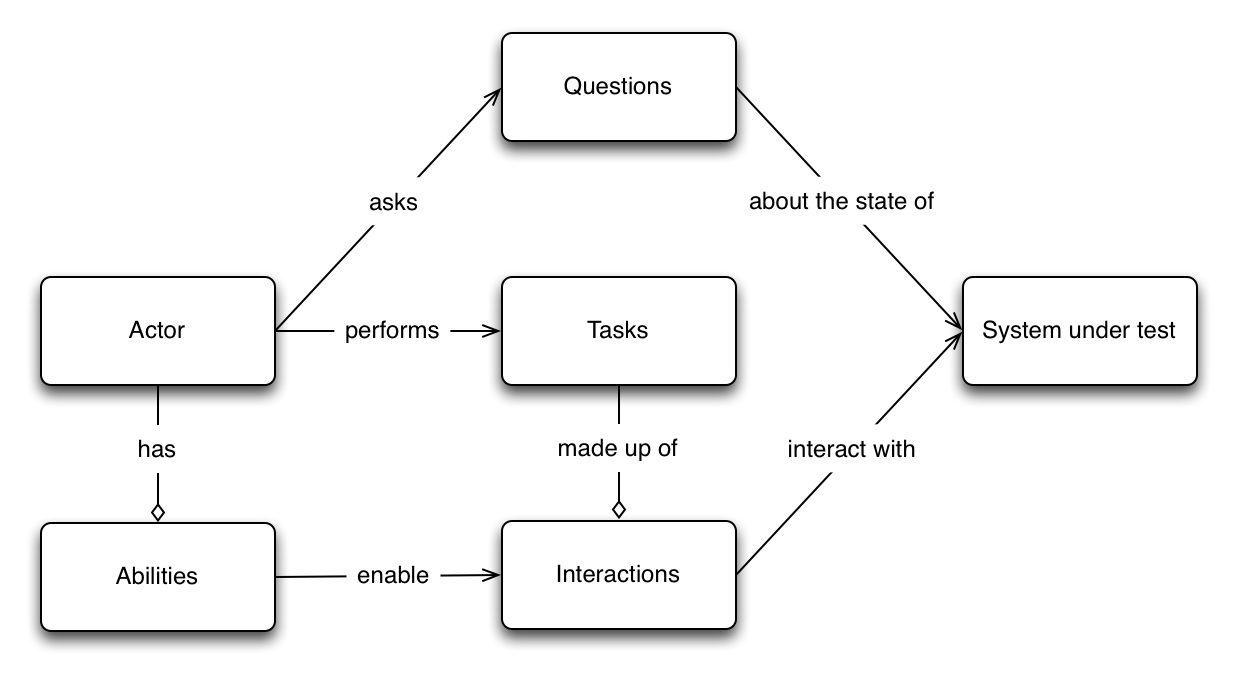 Questions
asks
about the state of
Actor
performs
Tasks
System under test
has
made up of
interact with
Abilities
enable
Interactions